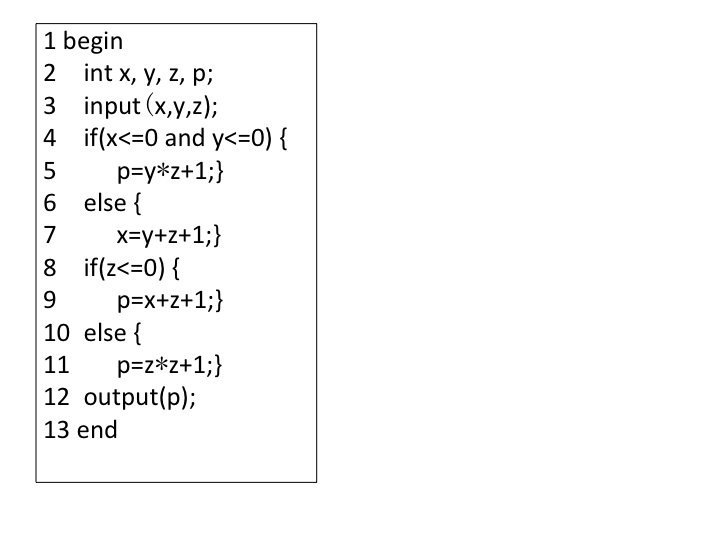 1 begin
2 int x, y, z, p;
3 input（x,y,z);
4 if(x<=0 and y<=0) {
5 p=y*z+1;}
6 else {
7 x=y+z+1;}
8 if(z<=0) {
9 p=x+z+1;}
10 else {
11 p=z*z+1;}
12 output(p);
13 end